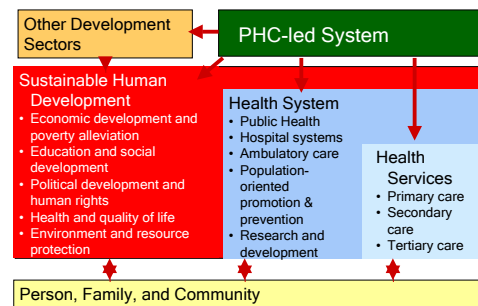 Other Development
Sectors
PHC-led System
Sustainable Human
Development
• Economic development and
poverty alleviation
• Education and social
development
• Political development and
human rights
• Health and quality of life
• Environment and resource
protection
Health System
• Public Health
• Hospital systems
• Ambulatory care
• Population-
oriented
promotion &
prevention
• Research and
development
Health
Services
• Primary care
• Secondary
care
• Tertiary care
Person, Family, and Community